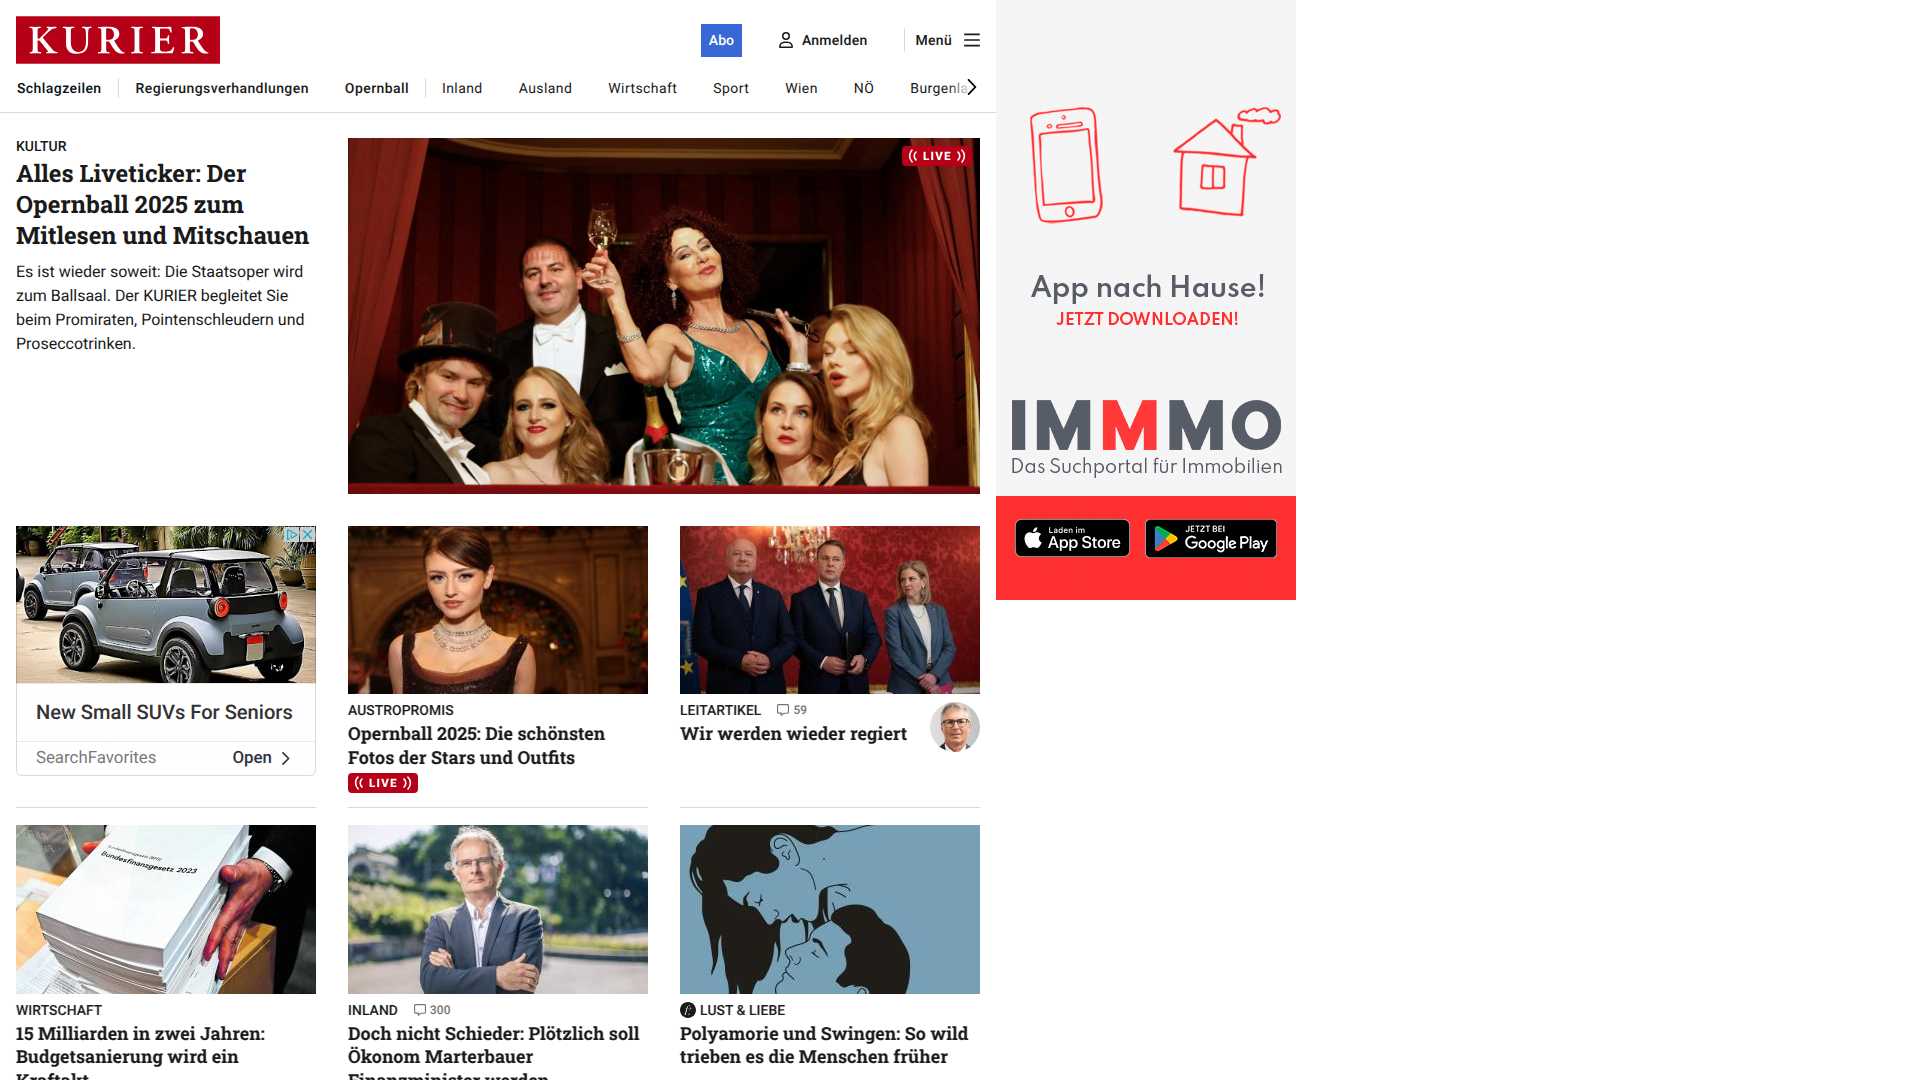 KURIER
Abo
Anmelden
Menü
Schlagzeilen
Regierungsverhandlungen
Opernball
Inland
Ausland
Wirtschaft
Sport
Wien
NÖ
KULTUR
Alles Liveticker: Der
Opernball 2025 zum
Mitlesen und Mitschauen
Es ist wieder soweit: Die Staatsoper wird
zum Ballsaal. Der KURIER begleitet Sie
beim Promiraten, Pointenschleudern und
Proseccotrinken.
LIVE
App nach Hause!
JETZT DOWNLOADEN!
IMMMO
Das Suchportal für Immobilien
Laden im
App Store
JETZT BEI
Google Play
New Small SUVs For Seniors
SearchFavorites
Open
AUSTROPROMIS
Opernball 2025: Die schönsten
Fotos der Stars und Outfits
LIVE
LEITARTIKEL 59
Wir werden wieder regiert
Bundesfinanzgesetz 2023
WIRTSCHAFT
15 Milliarden in zwei Jahren:
Budgetsanierung wird ein
Kraftakt
INLAND 300
Doch nicht Schieder: Plötzlich soll
Ökonom Marterbauer
Finanzminister werden
LUST & LIEBE
Polyamorie und Swingen: So wild
trieben es die Menschen früher